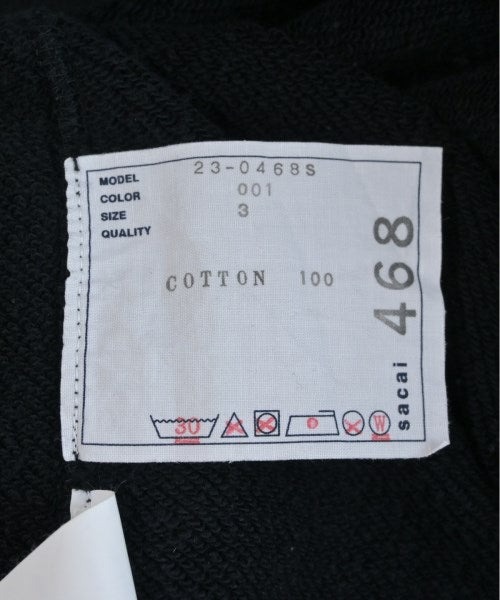 MODEL 23-0468S
COLOR 001
SIZE 3
QUALITY
COTTON 100
30
W
sacai 468